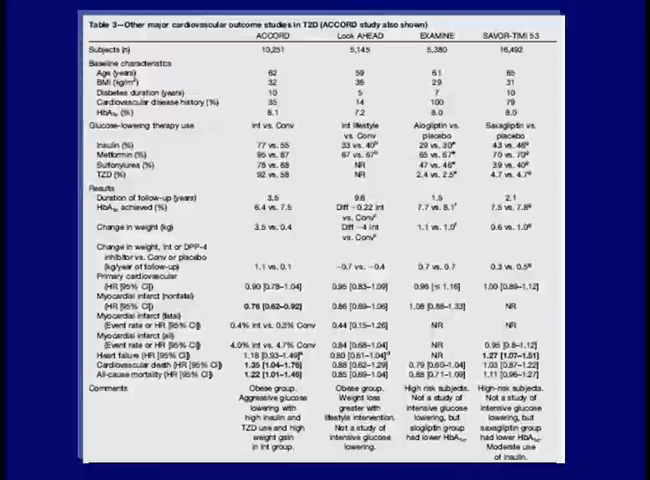 Table 3—Other major cardiovascular outcome studies in T2D (ACCORD study also shown)
ACCORD Look AHEAD EXAMINE SAVOR-TIMI 53
Subjects (n) 10,251 5,145 5,380 16,492
Baseline characteristics
Age (years) 62 59 61 65
BMI (kg/m²) 32 36 29 31
Diabetes duration (years) 10 5 7 10
Cardiovascular disease history (%) 35 14 100 79
HbA1c (%) 8.1 7.2 8.0 8.0
Glucose-lowering therapy use Int vs. Conv Int lifestyle Alogliptin vs. Saxagliptin vs.
vs. Conv placebo placebo
Insulin (%) 77 vs. 55 33 vs. 40 29 vs. 30 43 vs. 46
Metformin (%) 95 vs. 87 67 vs. 67 65 vs. 67 70 vs. 70
Sulfonylurea (%) 78 vs. 68 NR 47 vs. 46 39 vs. 40
TZD (%) 92 vs. 58 NR 2.4 vs. 2.5 4.7 vs. 4.7
Results
Duration of follow-up (years) 3.5 9.6 1.5 2.1
HbA1c achieved (%) 6.4 vs. 7.5 Diff −0.22 Int 7.7 vs. 8.1 7.5 vs. 7.8
vs. Conv
Change in weight (kg) 3.5 vs. 0.4 Diff −4 Int 1.1 vs. 1.0 0.6 vs. 1.0
vs. Conv
Change in weight, Int or DPP-4
inhibitor vs. Conv or placebo
(kg/year of follow-up) 1.1 vs. 0.1 −0.7 vs. −0.4 0.7 vs. 0.7 0.3 vs. 0.5
Primary cardiovascular
(HR [95% CI]) 0.90 [0.78–1.04] 0.95 [0.83–1.09] 0.96 [≤ 1.16] 1.00 [0.89–1.12]
Myocardial infarct (nonfatal)
(HR [95% CI]) 0.76 [0.62–0.92] 0.86 [0.69–1.06] 1.08 [0.88–1.33] NR
Myocardial infarct (fatal)
(Event rate or HR [95% CI]) 0.4% Int vs. 0.3% Conv 0.44 [0.15–1.26] NR NR
Myocardial infarct (all)
(Event rate or HR [95% CI]) 4.0% Int vs. 4.7% Conv 0.84 [0.68–1.04] NR 0.95 [0.8–1.12]
Heart failure (HR [95% CI]) 1.18 [0.93–1.49] 0.80 [0.61–1.04] NR 1.27 [1.07–1.51]
Cardiovascular death (HR [95% CI]) 1.35 [1.04–1.76] 0.88 [0.62–1.29] 0.79 [0.60–1.04] 1.03 [0.87–1.22]
All-cause mortality (HR [95% CI]) 1.22 [1.01–1.46] 0.85 [0.69–1.04] 0.88 [0.71–1.09] 1.11 [0.96–1.27]
Comments Obese group. Obese group. High risk subjects. High-risk subjects.
Aggressive glucose Weight loss Not a study of Not a study of
lowering with greater with intensive glucose intensive glucose
high insulin and lifestyle intervention. lowering, but lowering, but
TZD use and high Not a study of alogliptin group saxagliptin group
weight gain intensive glucose had lower HbA1c. had lower HbA1c.
in Int group. lowering. Moderate use
of insulin.